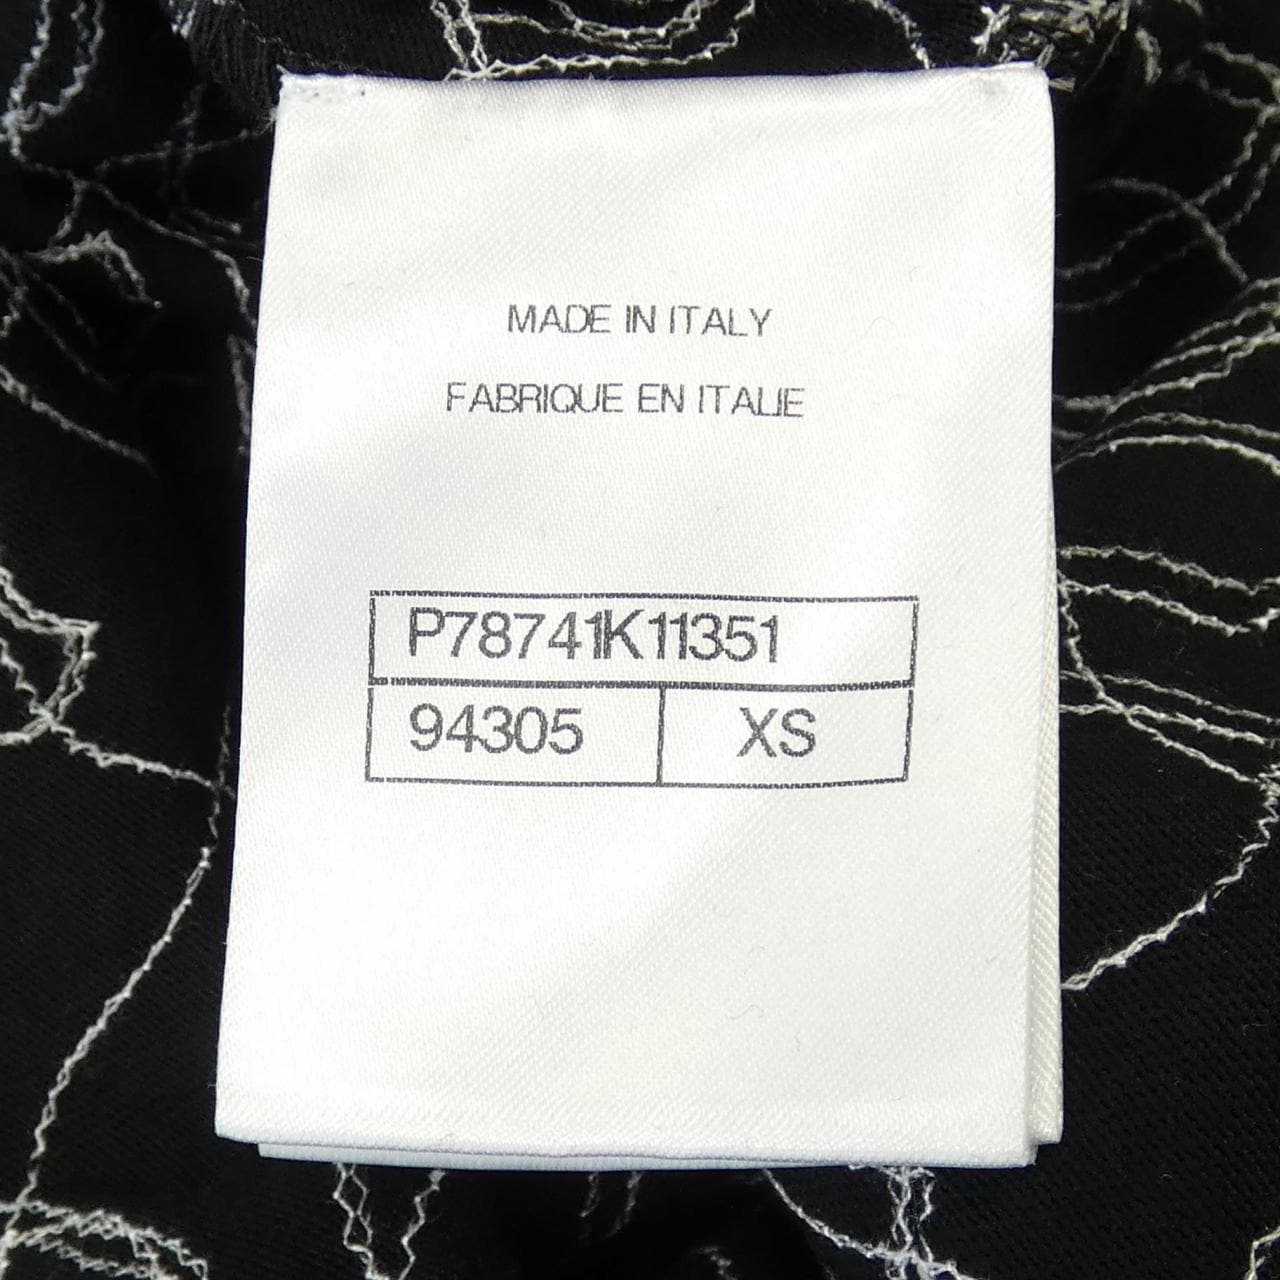 MADE IN ITALY
FABRIQUE EN ITALIE
P78741K11351
94305 XS